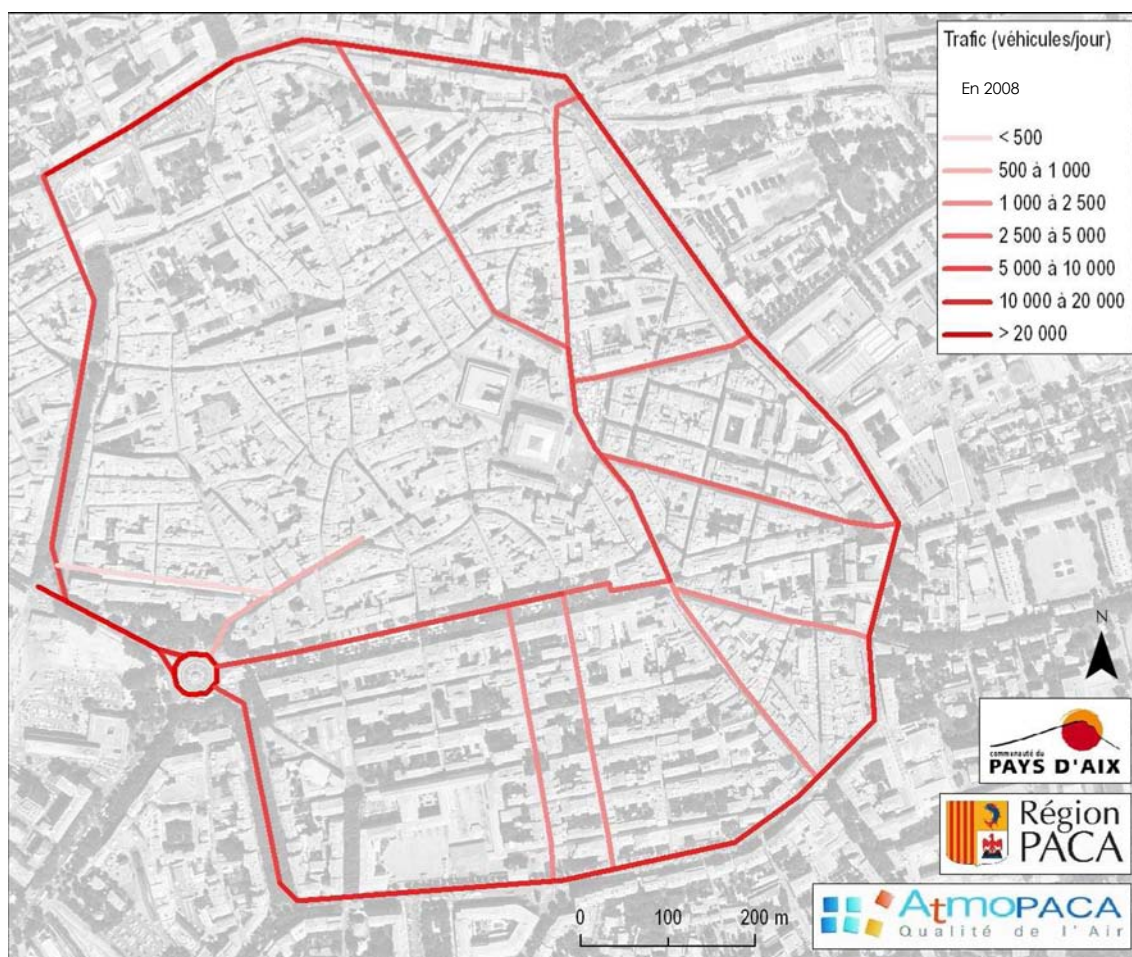 Trafic (véhicules/jour)
En 2008
< 500
500 à 1 000
1 000 à 2 500
2 500 à 5 000
5 000 à 10 000
10 000 à 20 000
> 20 000
N
communauté du
PAYS D'AIX
Région
PACA
AtmoPACA
Qualité de l'Air
0 100 200 m